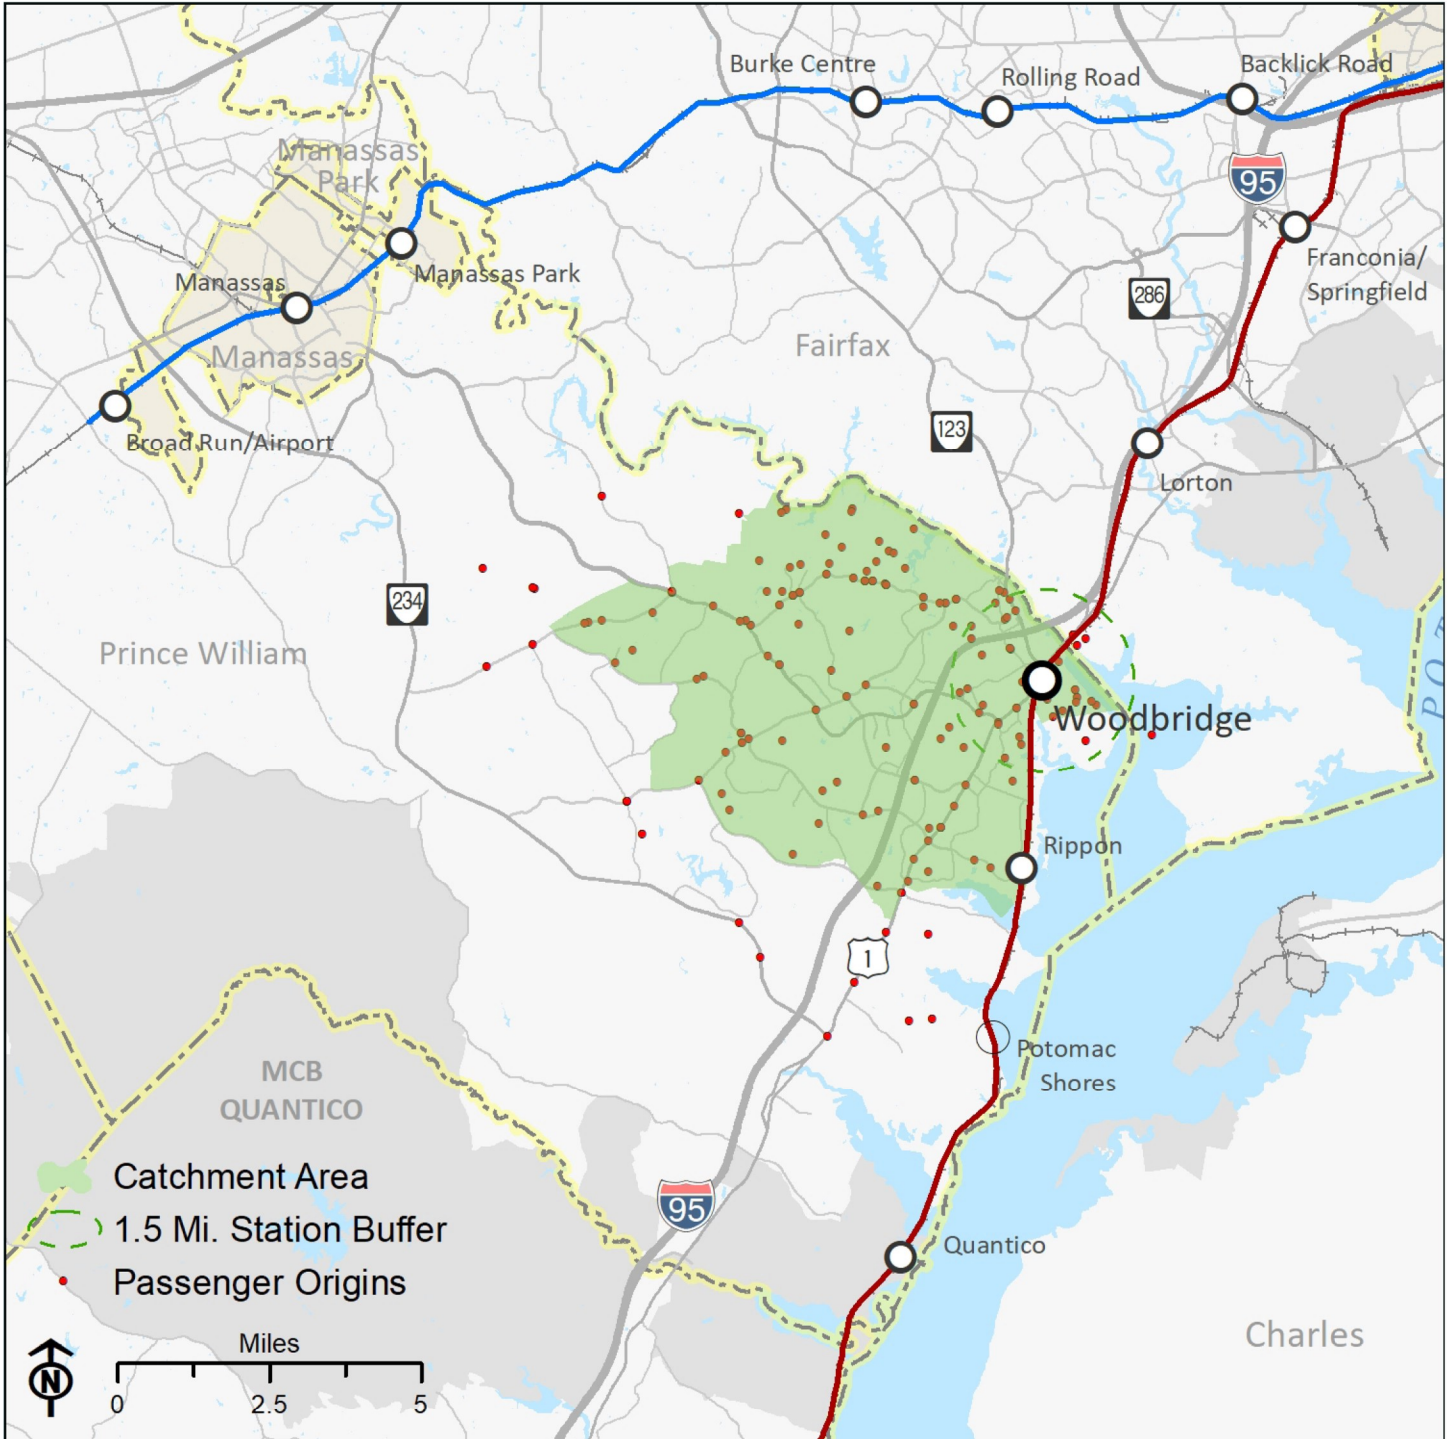 Burke Centre
Rolling Road
Backlick Road
Manassas
Park
95
Franconia/
Springfield
Manassas Park
Manassas
286
Fairfax
Manassas
123
Broad Run/Airport
Lorton
234
Prince William
POT
Woodbridge
Rippon
1
Potomac
Shores
MCB
QUANTICO
Catchment Area
95
1.5 Mi. Station Buffer
Quantico
Passenger Origins
Charles
Miles
N
0 2.5 5